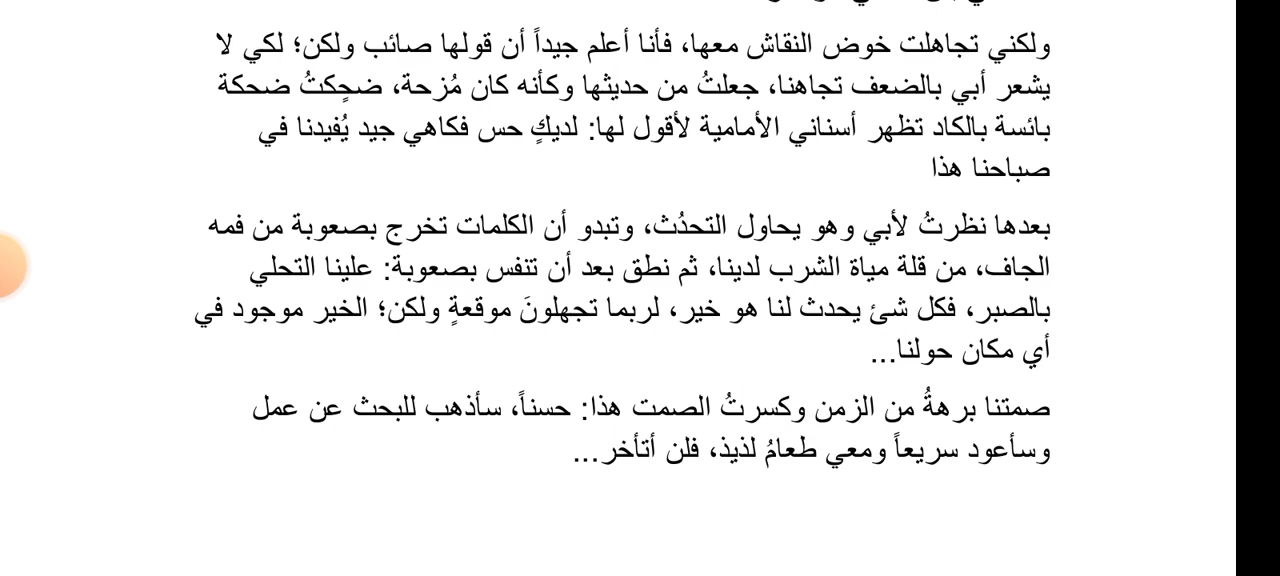 ولكني تجاهلت خوض النقاش معها، فأنا أعلم جيداً أن قولها صائب ولكن؛ لكي لا
يشعر أبي بالضعف تجاهنا، جعلتُ من حديثها وكأنه كان مُزحة، ضحِكتُ ضحكة
بائسة بالكاد تظهر أسناني الأمامية لأقول لها: لديكِ حس فكاهي جيد يُفيدنا في
صباحنا هذا
بعدها نظرتُ لأبي وهو يحاول التحدُث، وتبدو أن الكلمات تخرج بصعوبة من فمه
الجاف، من قلة مياة الشرب لدينا، ثم نطق بعد أن تنفس بصعوبة: علينا التحلي
بالصبر، فكل شئ يحدث لنا هو خير، لربما تجهلونَ موقعةٍ ولكن؛ الخير موجود في
أي مكان حولنا...
صمتنا برهةُ من الزمن وكسرتُ الصمت هذا: حسناً، سأذهب للبحث عن عمل
وسأعود سريعاً ومعي طعامُ لذيذ، فلن أتأخر...